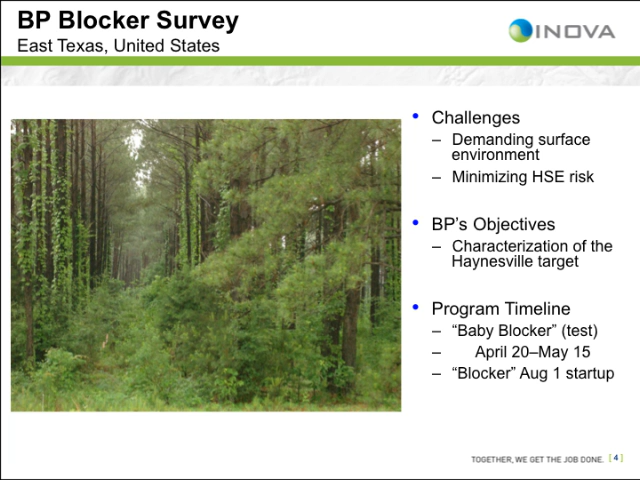 BP Blocker Survey
East Texas, United States
INOVA
• Challenges
– Demanding surface
environment
– Minimizing HSE risk
• BP’s Objectives
– Characterization of the
Haynesville target
• Program Timeline
– “Baby Blocker” (test)
– April 20–May 15
– “Blocker” Aug 1 startup
TOGETHER, WE GET THE JOB DONE. [ 4 ]